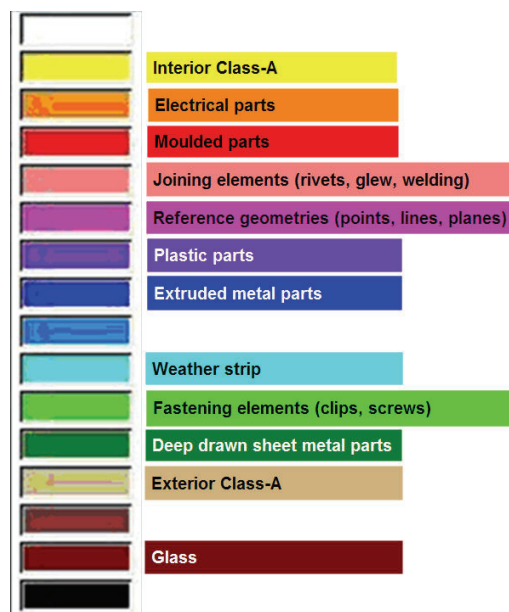 Interior Class-A
Electrical parts
Moulded parts
Joining elements (rivets, glew, welding)
Reference geometries (points, lines, planes)
Plastic parts
Extruded metal parts
Weather strip
Fastening elements (clips, screws)
Deep drawn sheet metal parts
Exterior Class-A
Glass